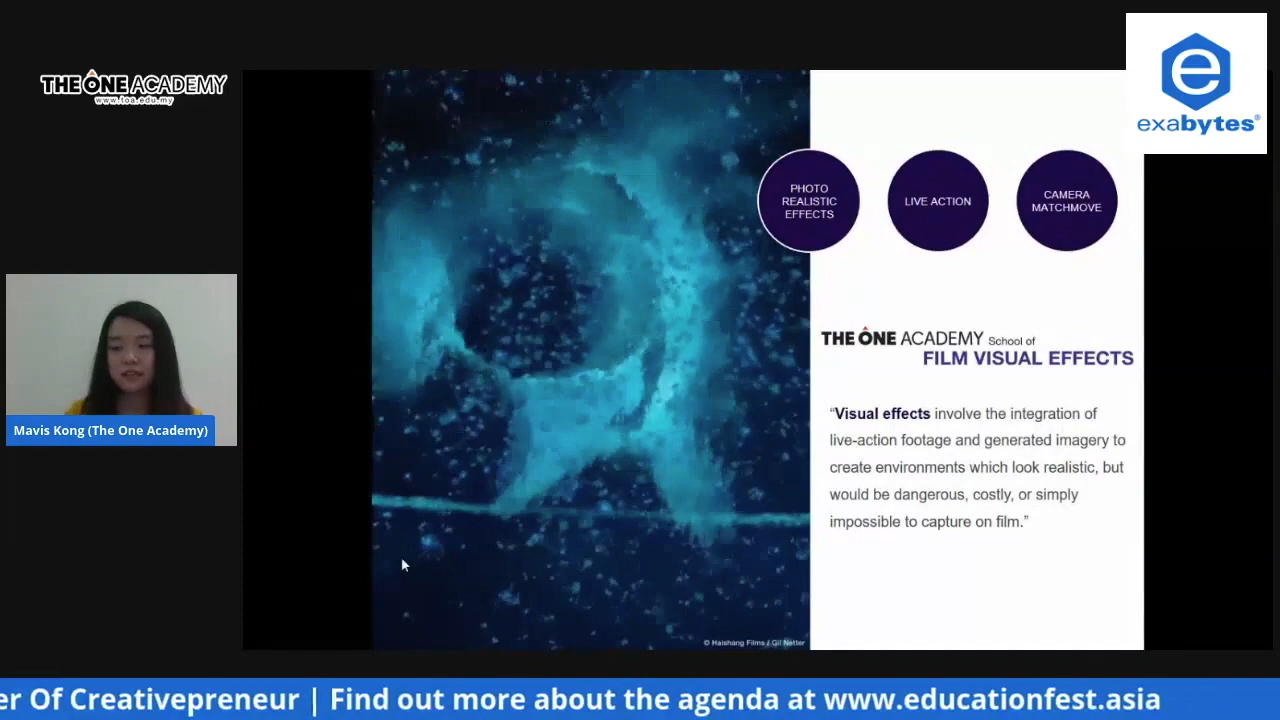 THE ONE ACADEMY
www.toa.edu.my
e
exabytes®
PHOTO
REALISTIC
EFFECTS
LIVE ACTION
CAMERA
MATCHMOVE
THE ONE ACADEMY School of
FILM VISUAL EFFECTS
“Visual effects involve the integration of
live-action footage and generated imagery to
create environments which look realistic, but
would be dangerous, costly, or simply
impossible to capture on film.”
Mavis Kong (The One Academy)
© Haishang Films / Gil Netter
er Of Creativepreneur | Find out more about the agenda at www.educationfest.asia